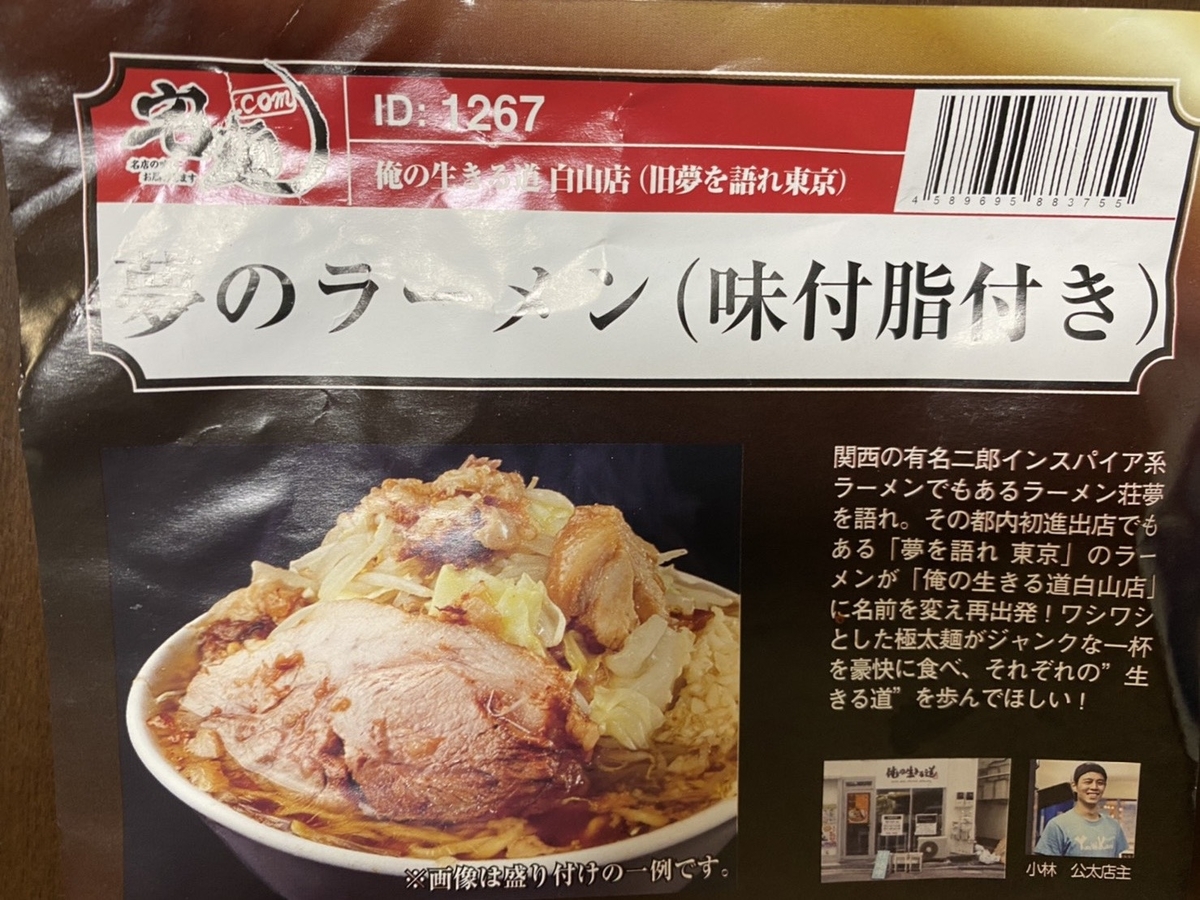 宅麺
.com
名店の味
お届けします
ID: 1267
俺の生きる道 白山店 (旧夢を語れ東京)
4 589695 883755
夢のラーメン(味付脂付き)
関西の有名二郎インスパイア系
ラーメンでもあるラーメン荘夢
を語れ。その都内初進出店でも
ある「夢を語れ 東京」のラー
メンが「俺の生きる道白山店」
に名前を変え再出発！ワシワシ
とした極太麺がジャンクな一杯
を豪快に食べ、それぞれの”生
きる道”を歩んでほしい！
俺の生きる道
小林 公太店主
※画像は盛り付けの一例です。